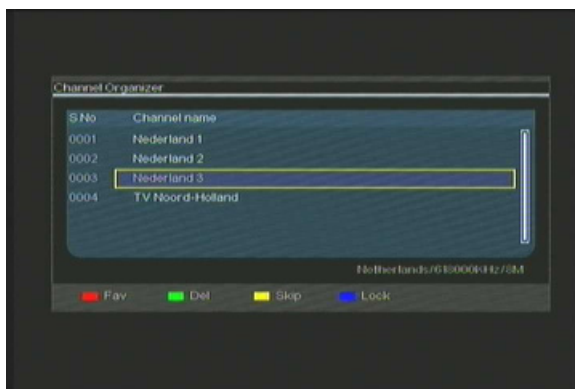 Channel Organizer
S.No Channel name
0001 Nederland 1
0002 Nederland 2
0003 Nederland 3
0004 TV Noord-Holland
Netherlands/618000KHz/8M
Fav Del Skip Lock